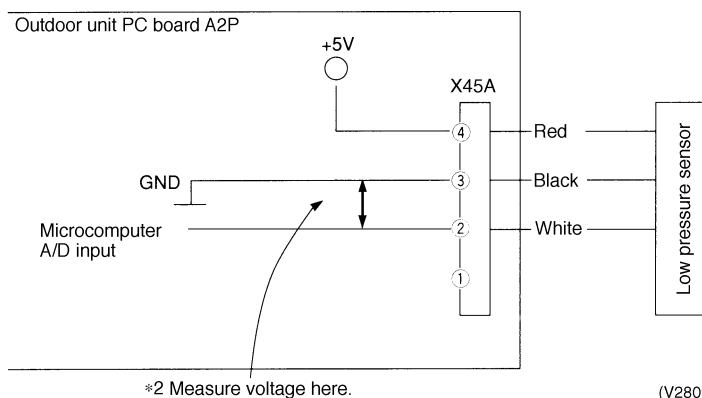 Outdoor unit PC board A2P
+5V
X45A
4
Red
GND
3
Black
Microcomputer
A/D input
2
White
1
Low pressure sensor
*2 Measure voltage here.
(V280